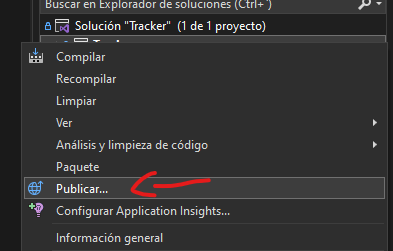 Buscar en Explorador de soluciones (Ctrl+´)
Solución "Tracker" (1 de 1 proyecto)
Compilar
Recompilar
Limpiar
Ver
Análisis y limpieza de código
Paquete
Publicar...
Configurar Application Insights...
Información general